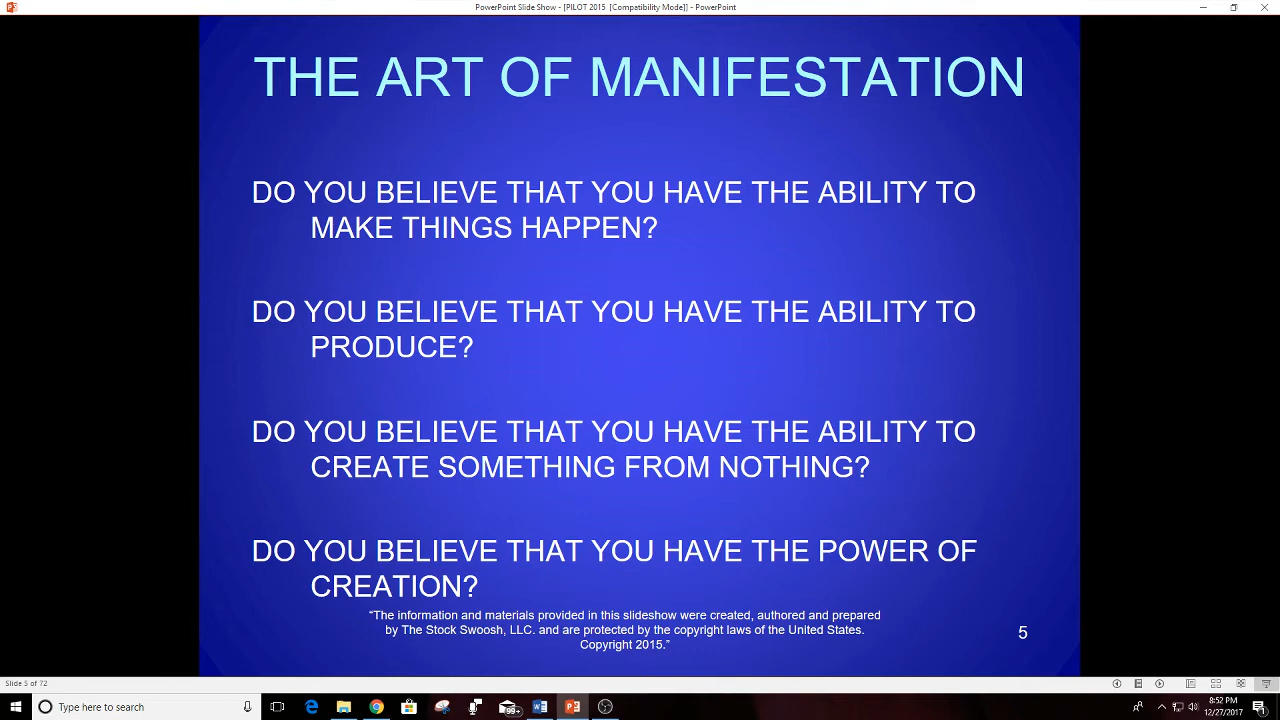 PowerPoint Slide Show - [PILOT 2015 [Compatibility Mode]] - PowerPoint
THE ART OF MANIFESTATION
DO YOU BELIEVE THAT YOU HAVE THE ABILITY TO
MAKE THINGS HAPPEN?
DO YOU BELIEVE THAT YOU HAVE THE ABILITY TO
PRODUCE?
DO YOU BELIEVE THAT YOU HAVE THE ABILITY TO
CREATE SOMETHING FROM NOTHING?
DO YOU BELIEVE THAT YOU HAVE THE POWER OF
CREATION?
“The information and materials provided in this slideshow were created, authored and prepared
by The Stock Swoosh, LLC. and are protected by the copyright laws of the United States.
Copyright 2015.”
5
Slide 5 of 72
Type here to search
99+
8:52 PM
12/27/2017